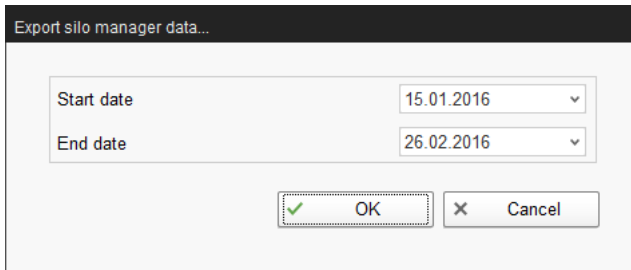 Export silo manager data...
Start date 15.01.2016
End date 26.02.2016
OK Cancel